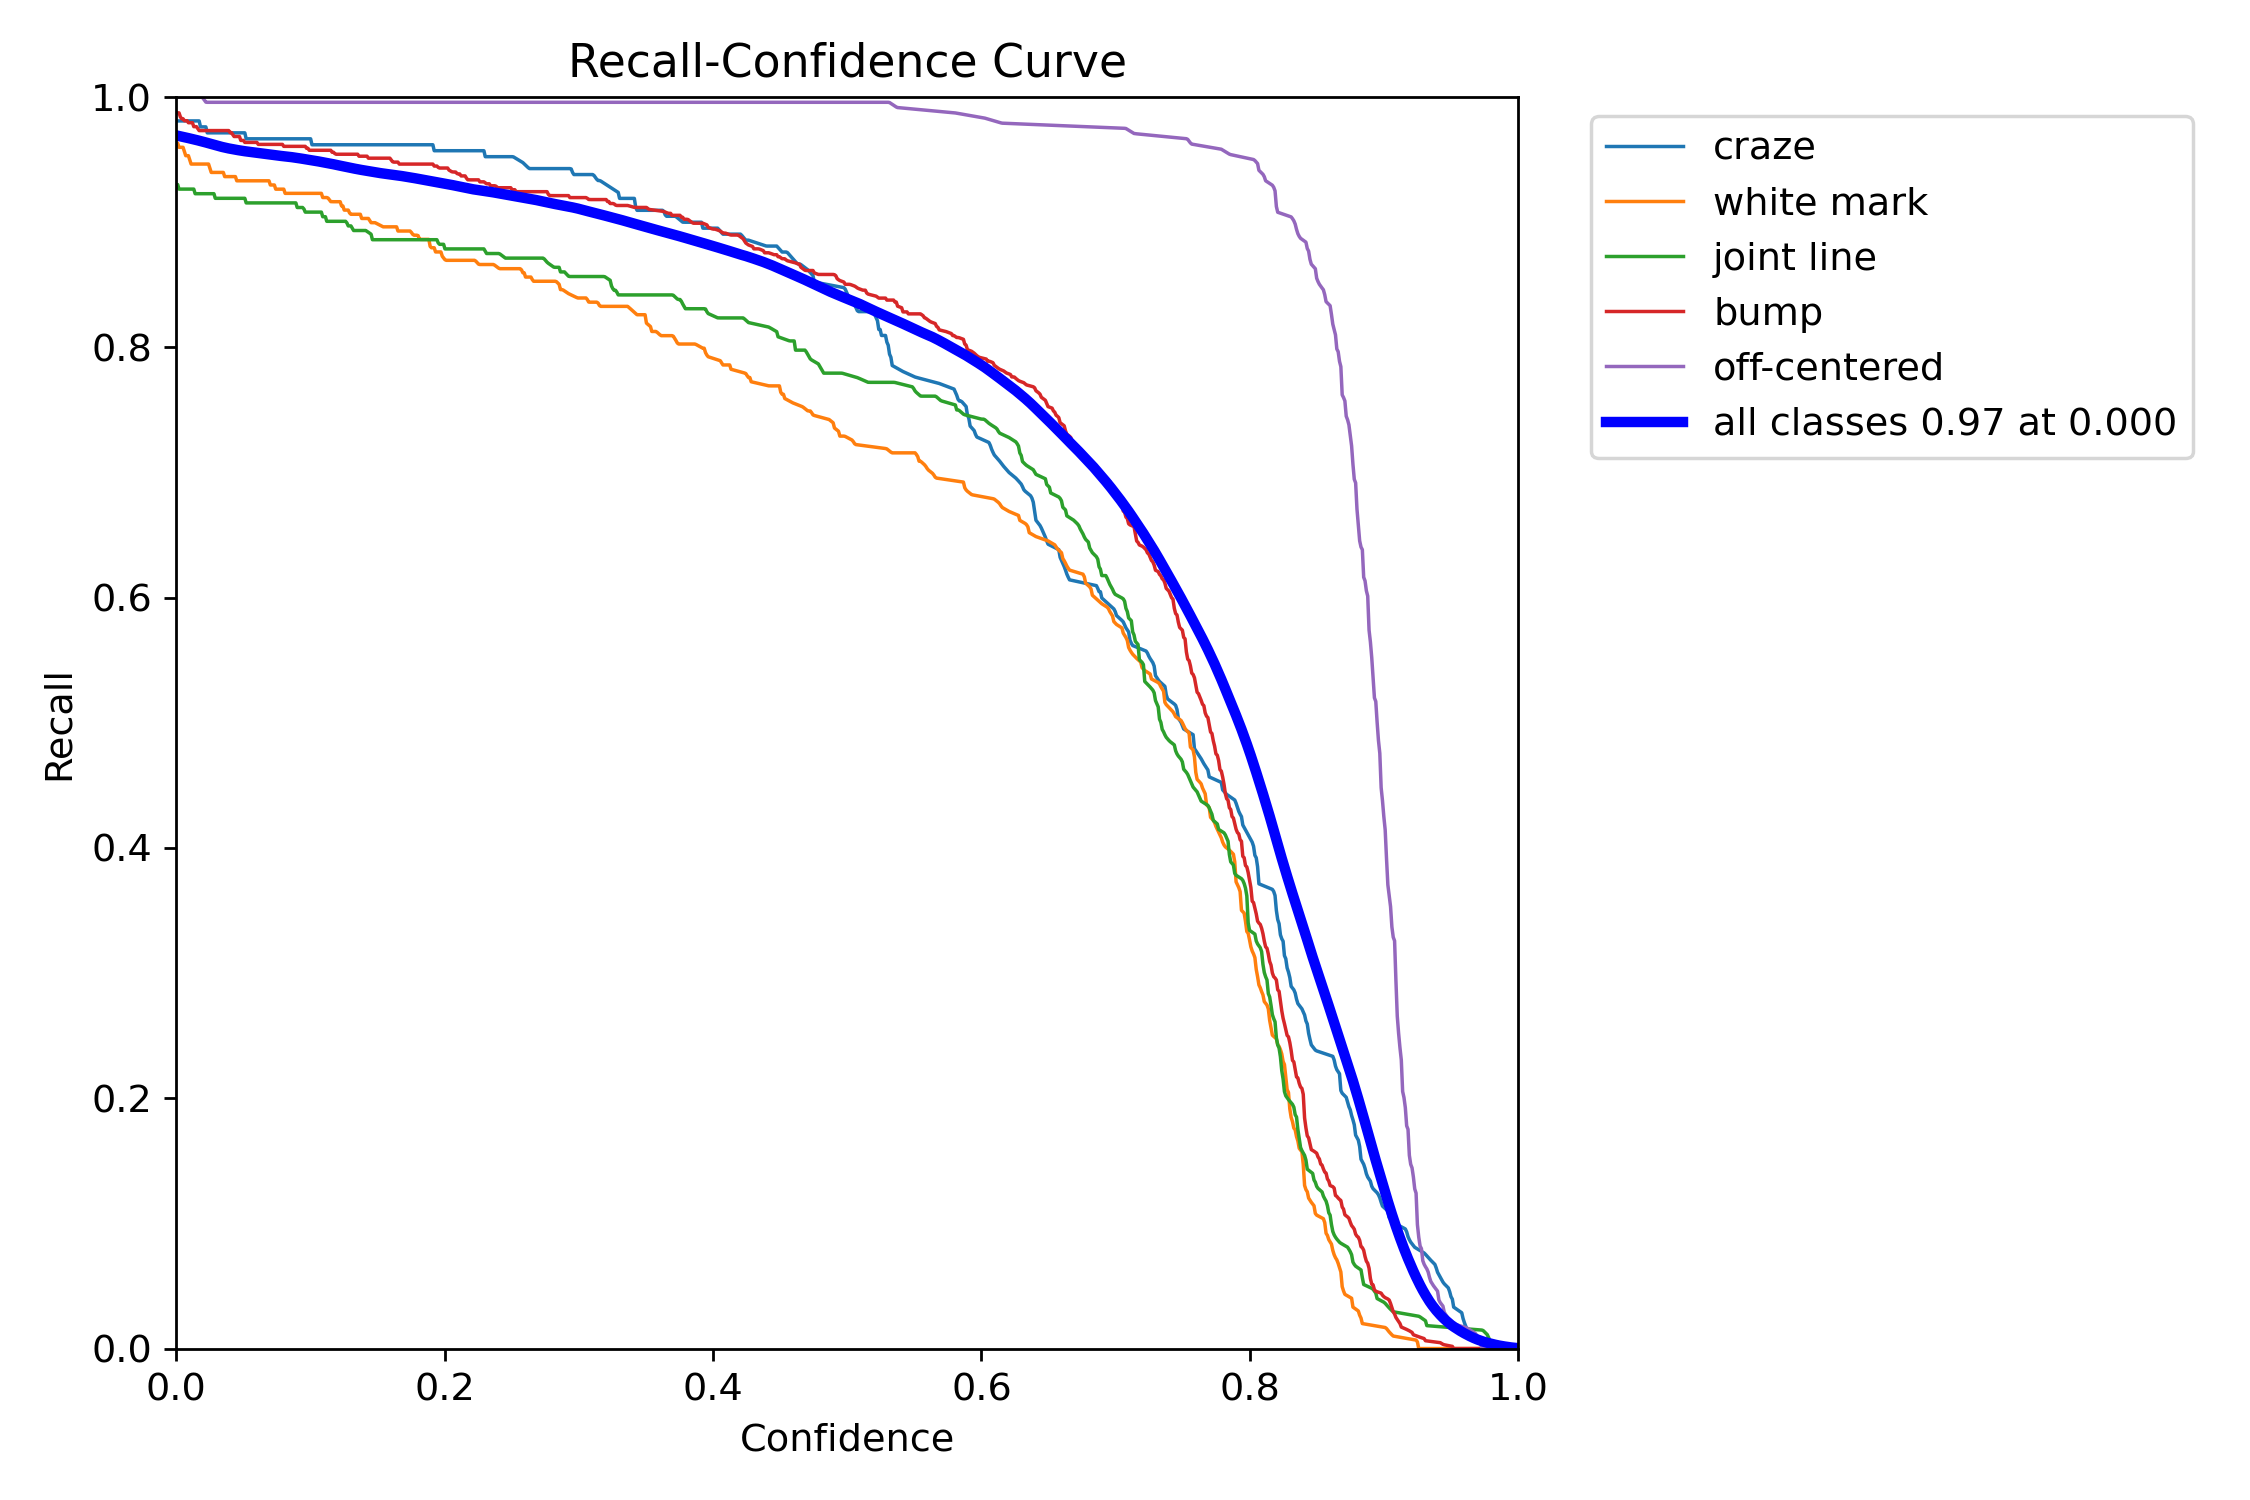 Recall-Confidence Curve
1.0
0.8
0.6
0.4
0.2
0.0
Recall
0.0 0.2 0.4 0.6 0.8 1.0
Confidence
craze
white mark
joint line
bump
off-centered
all classes 0.97 at 0.000